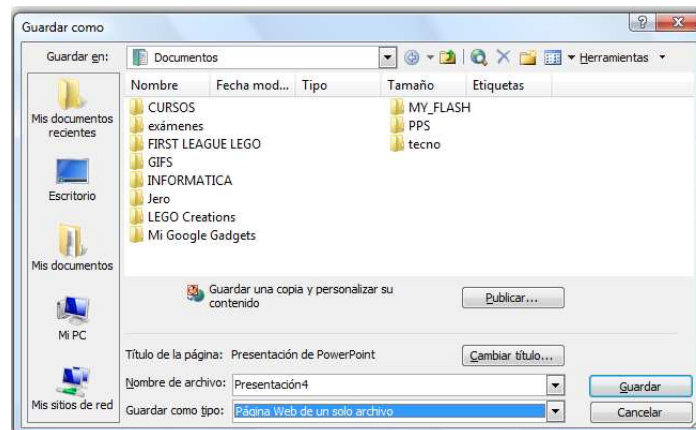 Guardar como
Guardar en: Documentos Herramientas
Mis documentos recientes
Escritorio
Mis documentos
Mi PC
Mis sitios de red
Nombre Fecha mod... Tipo Tamaño Etiquetas
CURSOS
exámenes
FIRST LEAGUE LEGO
GIFS
INFORMATICA
Jero
LEGO Creations
Mi Google Gadgets
MY_FLASH
PPS
tecno
Guardar una copia y personalizar su
contenido
Publicar...
Título de la página: Presentación de PowerPoint Cambiar título...
Nombre de archivo: Presentación4 Guardar
Guardar como tipo: Página Web de un solo archivo Cancelar